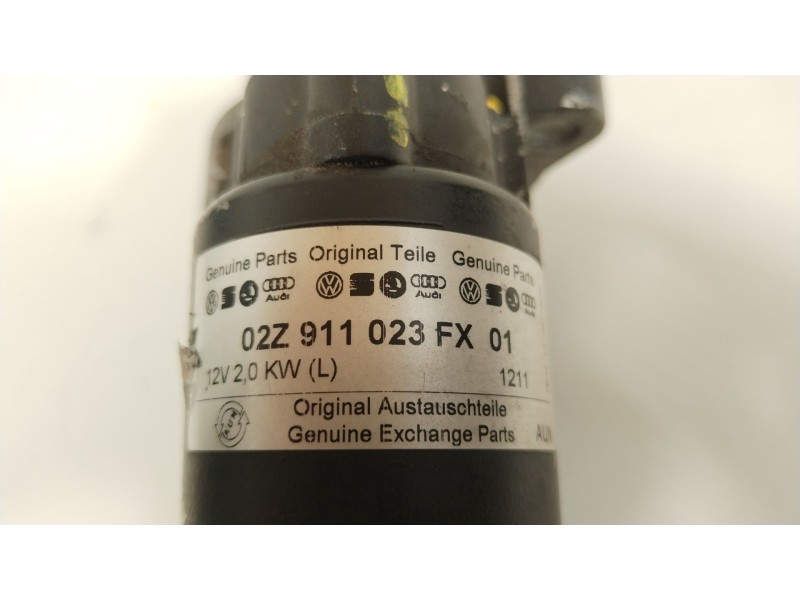 Genuine Parts Original Teile Genuine Parts
Audi Audi Audi
02Z 911 023 FX 01
12V 2,0 KW (L) 1211
Original Austauschteile
Genuine Exchange Parts AUN